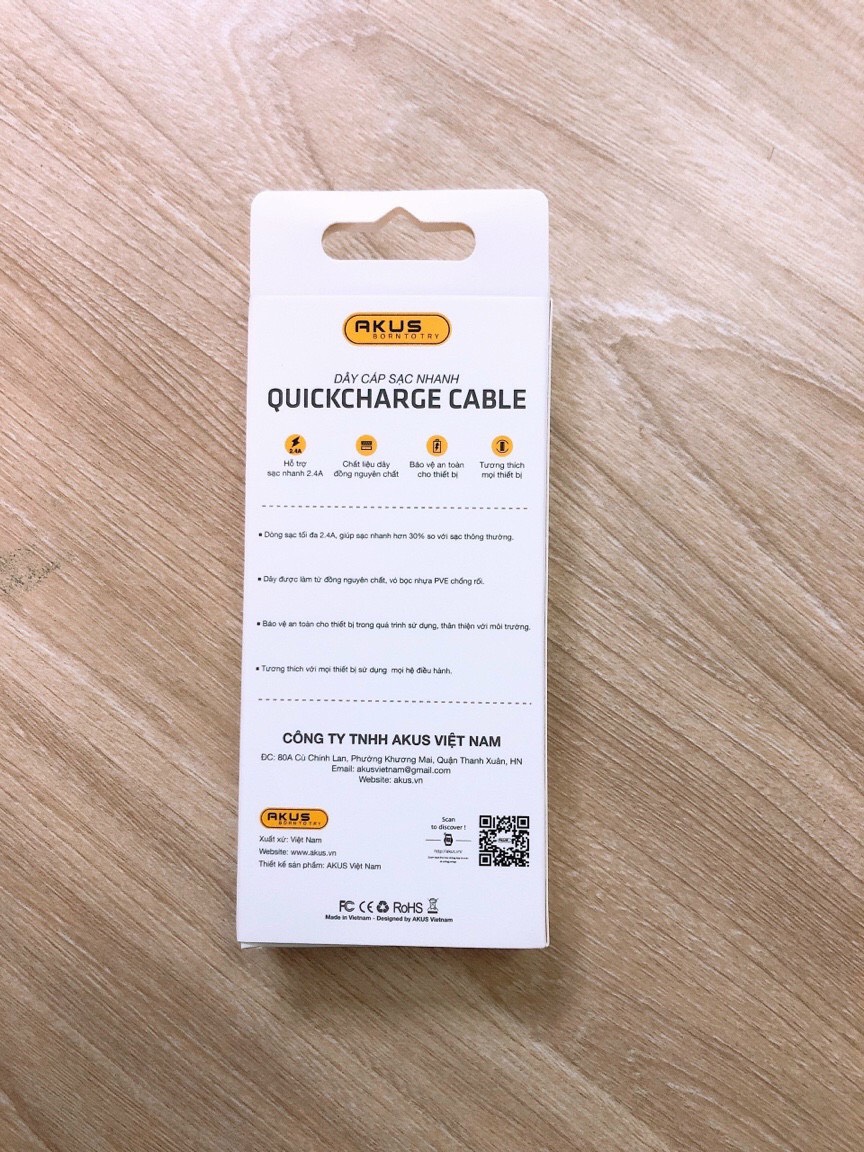 AKUS
BORN TO TRY
DÂY CÁP SẠC NHANH
QUICKCHARGE CABLE
2.4A
Hỗ trợ
sạc nhanh 2.4A
Chất liệu dây
đồng nguyên chất
Bảo vệ an toàn
cho thiết bị
Tương thích
mọi thiết bị
▪ Dòng sạc tối đa 2.4A, giúp sạc nhanh hơn 30% so với sạc thông thường.
▪ Dây được làm từ đồng nguyên chất, vỏ bọc nhựa PVE chống rối.
▪ Bảo vệ an toàn cho thiết bị trong quá trình sử dụng, thân thiện với môi trường.
▪ Tương thích với mọi thiết bị sử dụng mọi hệ điều hành.
CÔNG TY TNHH AKUS VIỆT NAM
ĐC: 80A Cù Chính Lan, Phường Khương Mai, Quận Thanh Xuân, HN
Email: akusvietnam@gmail.com
Website: akus.vn
AKUS
BORN TO TRY
Xuất xứ: Việt Nam
Website: www.akus.vn
Thiết kế sản phẩm: AKUS Việt Nam
Scan
to discover !
FC CE RoHS
Made in Vietnam - Designed by AKUS Vietnam